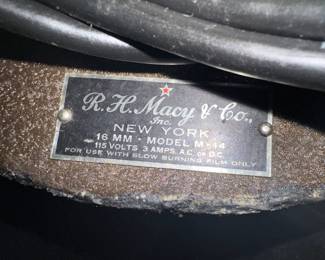 R.H. Macy & Co.,
Inc.
NEW YORK
16 MM - MODEL M-14
115 VOLTS 3 AMPS. A.C. OR D.C.
FOR USE WITH SLOW BURNING FILM ONLY